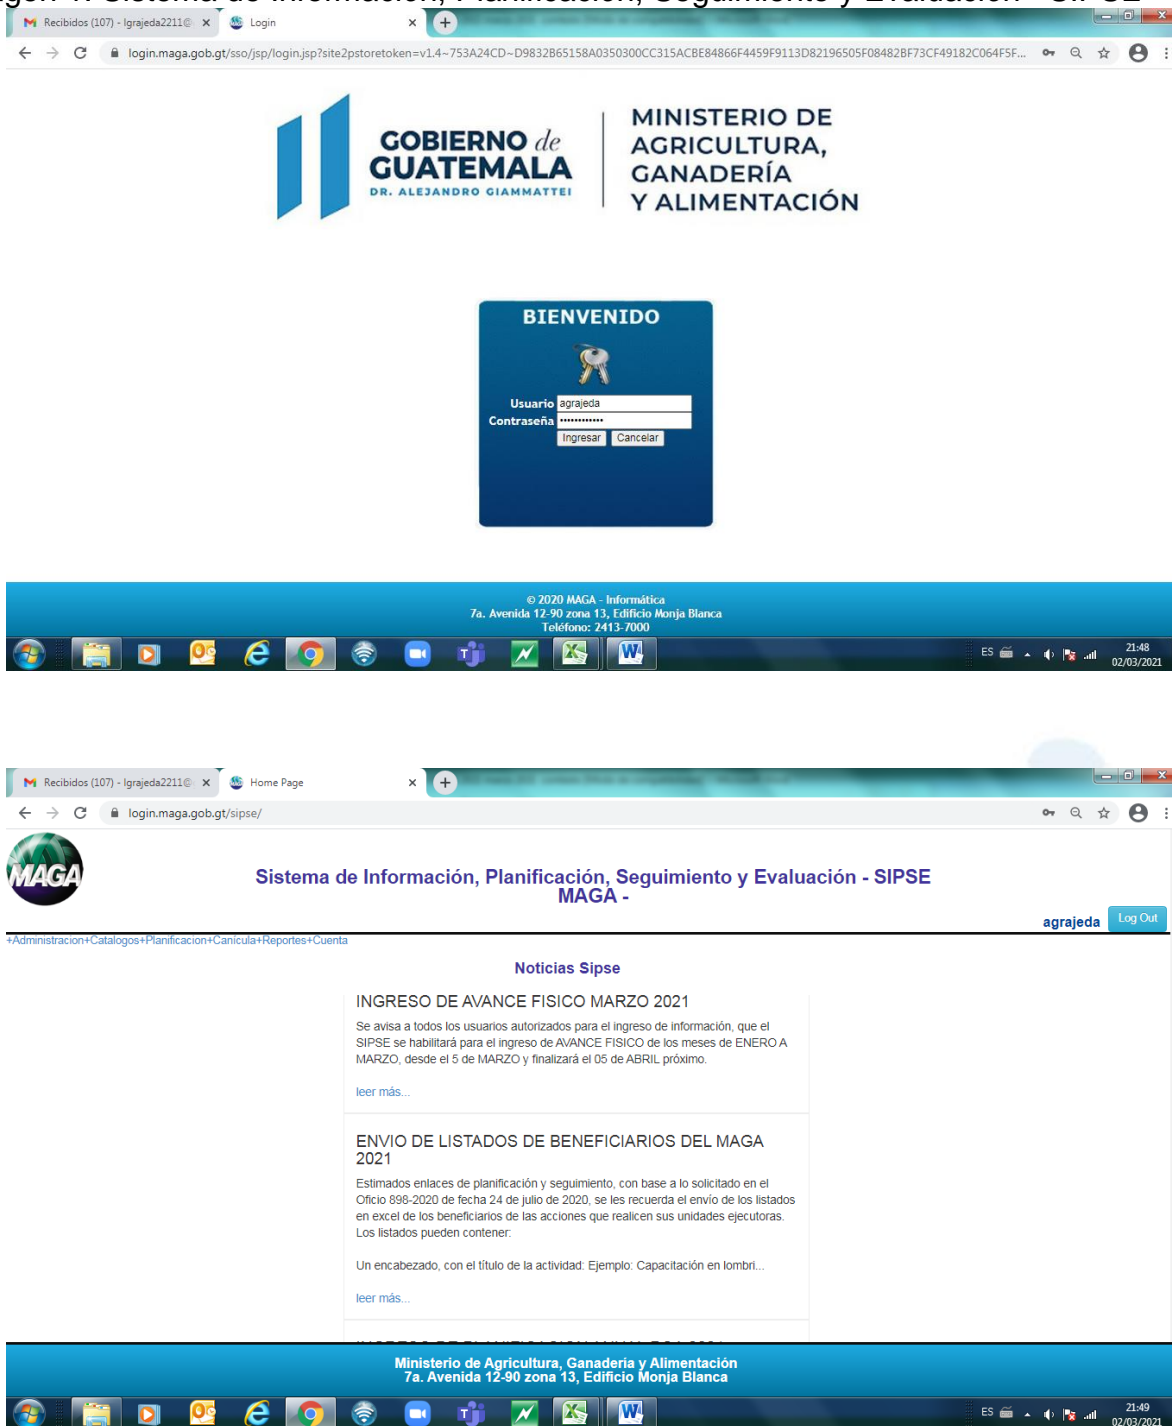 gen 1. Sistema de Información, Planificación, Seguimiento y Evaluación - SIPSE
Recibidos (107) - lgrajeda2211@
Login
login.maga.gob.gt/sso/jsp/login.jsp?site2pstoretoken=v1.4~753A24CD~D9832B65158A0350300CC315ACBE84866F4459F9113D82196505F08482BF73CF49182C064F5F...
GOBIERNO de
GUATEMALA
DR. ALEJANDRO GIAMMATTEI
MINISTERIO DE
AGRICULTURA,
GANADERÍA
Y ALIMENTACIÓN
BIENVENIDO
Usuario agrajeda
Contraseña ••••••••••••
Ingresar Cancelar
© 2020 MAGA - Informática
7a. Avenida 12-90 zona 13, Edificio Monja Blanca
Teléfono: 2413-7000
ES
21:48
02/03/2021
Recibidos (107) - lgrajeda2211@
Home Page
login.maga.gob.gt/sipse/
MAGA
Sistema de Información, Planificación, Seguimiento y Evaluación - SIPSE
MAGA -
agrajeda Log Out
+Administracion+Catalogos+Planificacion+Canicula+Reportes+Cuenta
Noticias Sipse
INGRESO DE AVANCE FISICO MARZO 2021
Se avisa a todos los usuarios autorizados para el ingreso de información, que el
SIPSE se habilitará para el ingreso de AVANCE FISICO de los meses de ENERO A
MARZO, desde el 5 de MARZO y finalizará el 05 de ABRIL próximo.
leer más...
ENVIO DE LISTADOS DE BENEFICIARIOS DEL MAGA
2021
Estimados enlaces de planificación y seguimiento, con base a lo solicitado en el
Oficio 898-2020 de fecha 24 de julio de 2020, se les recuerda el envío de los listados
en excel de los beneficiarios de las acciones que realicen sus unidades ejecutoras.
Los listados pueden contener:
Un encabezado, con el título de la actividad: Ejemplo: Capacitación en lombri...
leer más...
Ministerio de Agricultura, Ganaderia y Alimentación
7a. Avenida 12-90 zona 13, Edificio Monja Blanca
ES
21:49
02/03/2021